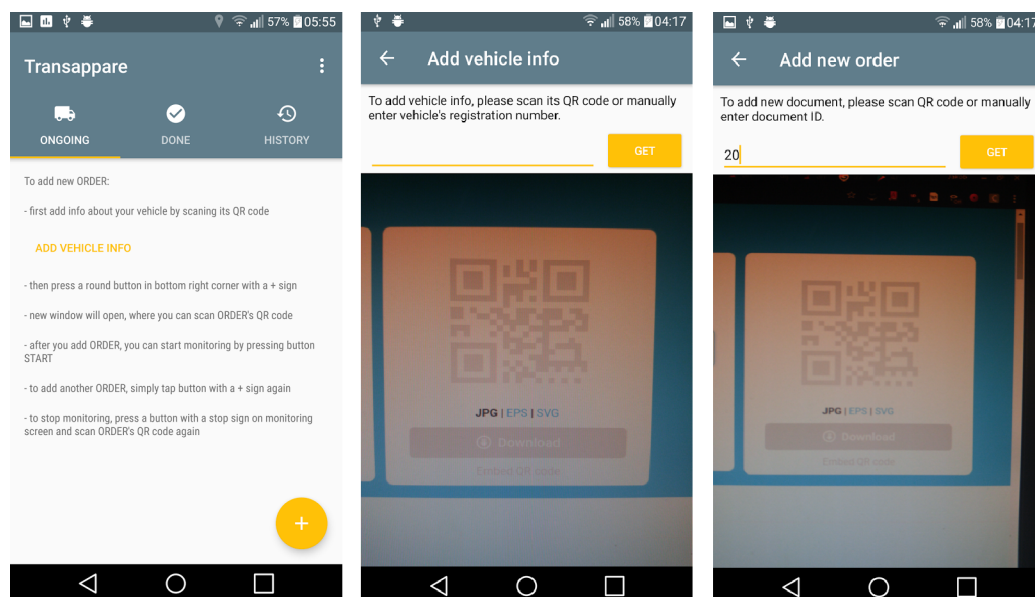 57% 05:55
Transappare
ONGOING
DONE
HISTORY
To add new ORDER:
- first add info about your vehicle by scaning its QR code
ADD VEHICLE INFO
- then press a round button in bottom right corner with a + sign
- new window will open, where you can scan ORDER's QR code
- after you add ORDER, you can start monitoring by pressing button
START
- to add another ORDER, simply tap button with a + sign again
- to stop monitoring, press a button with a stop sign on monitoring
screen and scan ORDER's QR code again
+
58% 04:17
Add vehicle info
To add vehicle info, please scan its QR code or manually
enter vehicle's registration number.
GET
JPG | EPS | SVG
Download
Embed QR code
58% 04:17
Add new order
To add new document, please scan QR code or manually
enter document ID.
20
GET
JPG | EPS | SVG
Download
Embed QR code